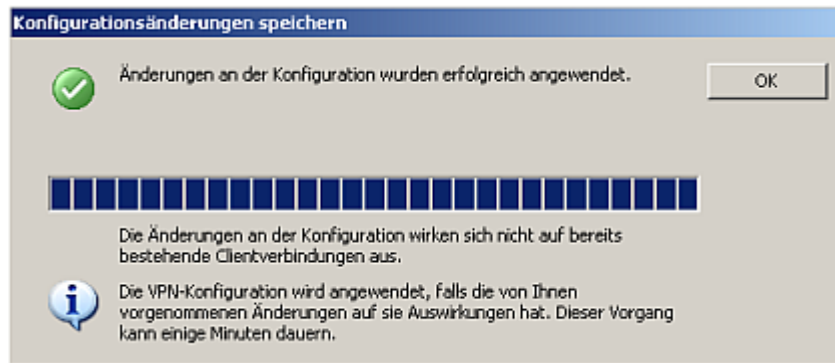 Konfigurationsänderungen speichern
Änderungen an der Konfiguration wurden erfolgreich angewendet.
OK
Die Änderungen an der Konfiguration wirken sich nicht auf bereits
bestehende Clientverbindungen aus.
Die VPN-Konfiguration wird angewendet, falls die von Ihnen
vorgenommenen Änderungen auf sie Auswirkungen hat. Dieser Vorgang
kann einige Minuten dauern.